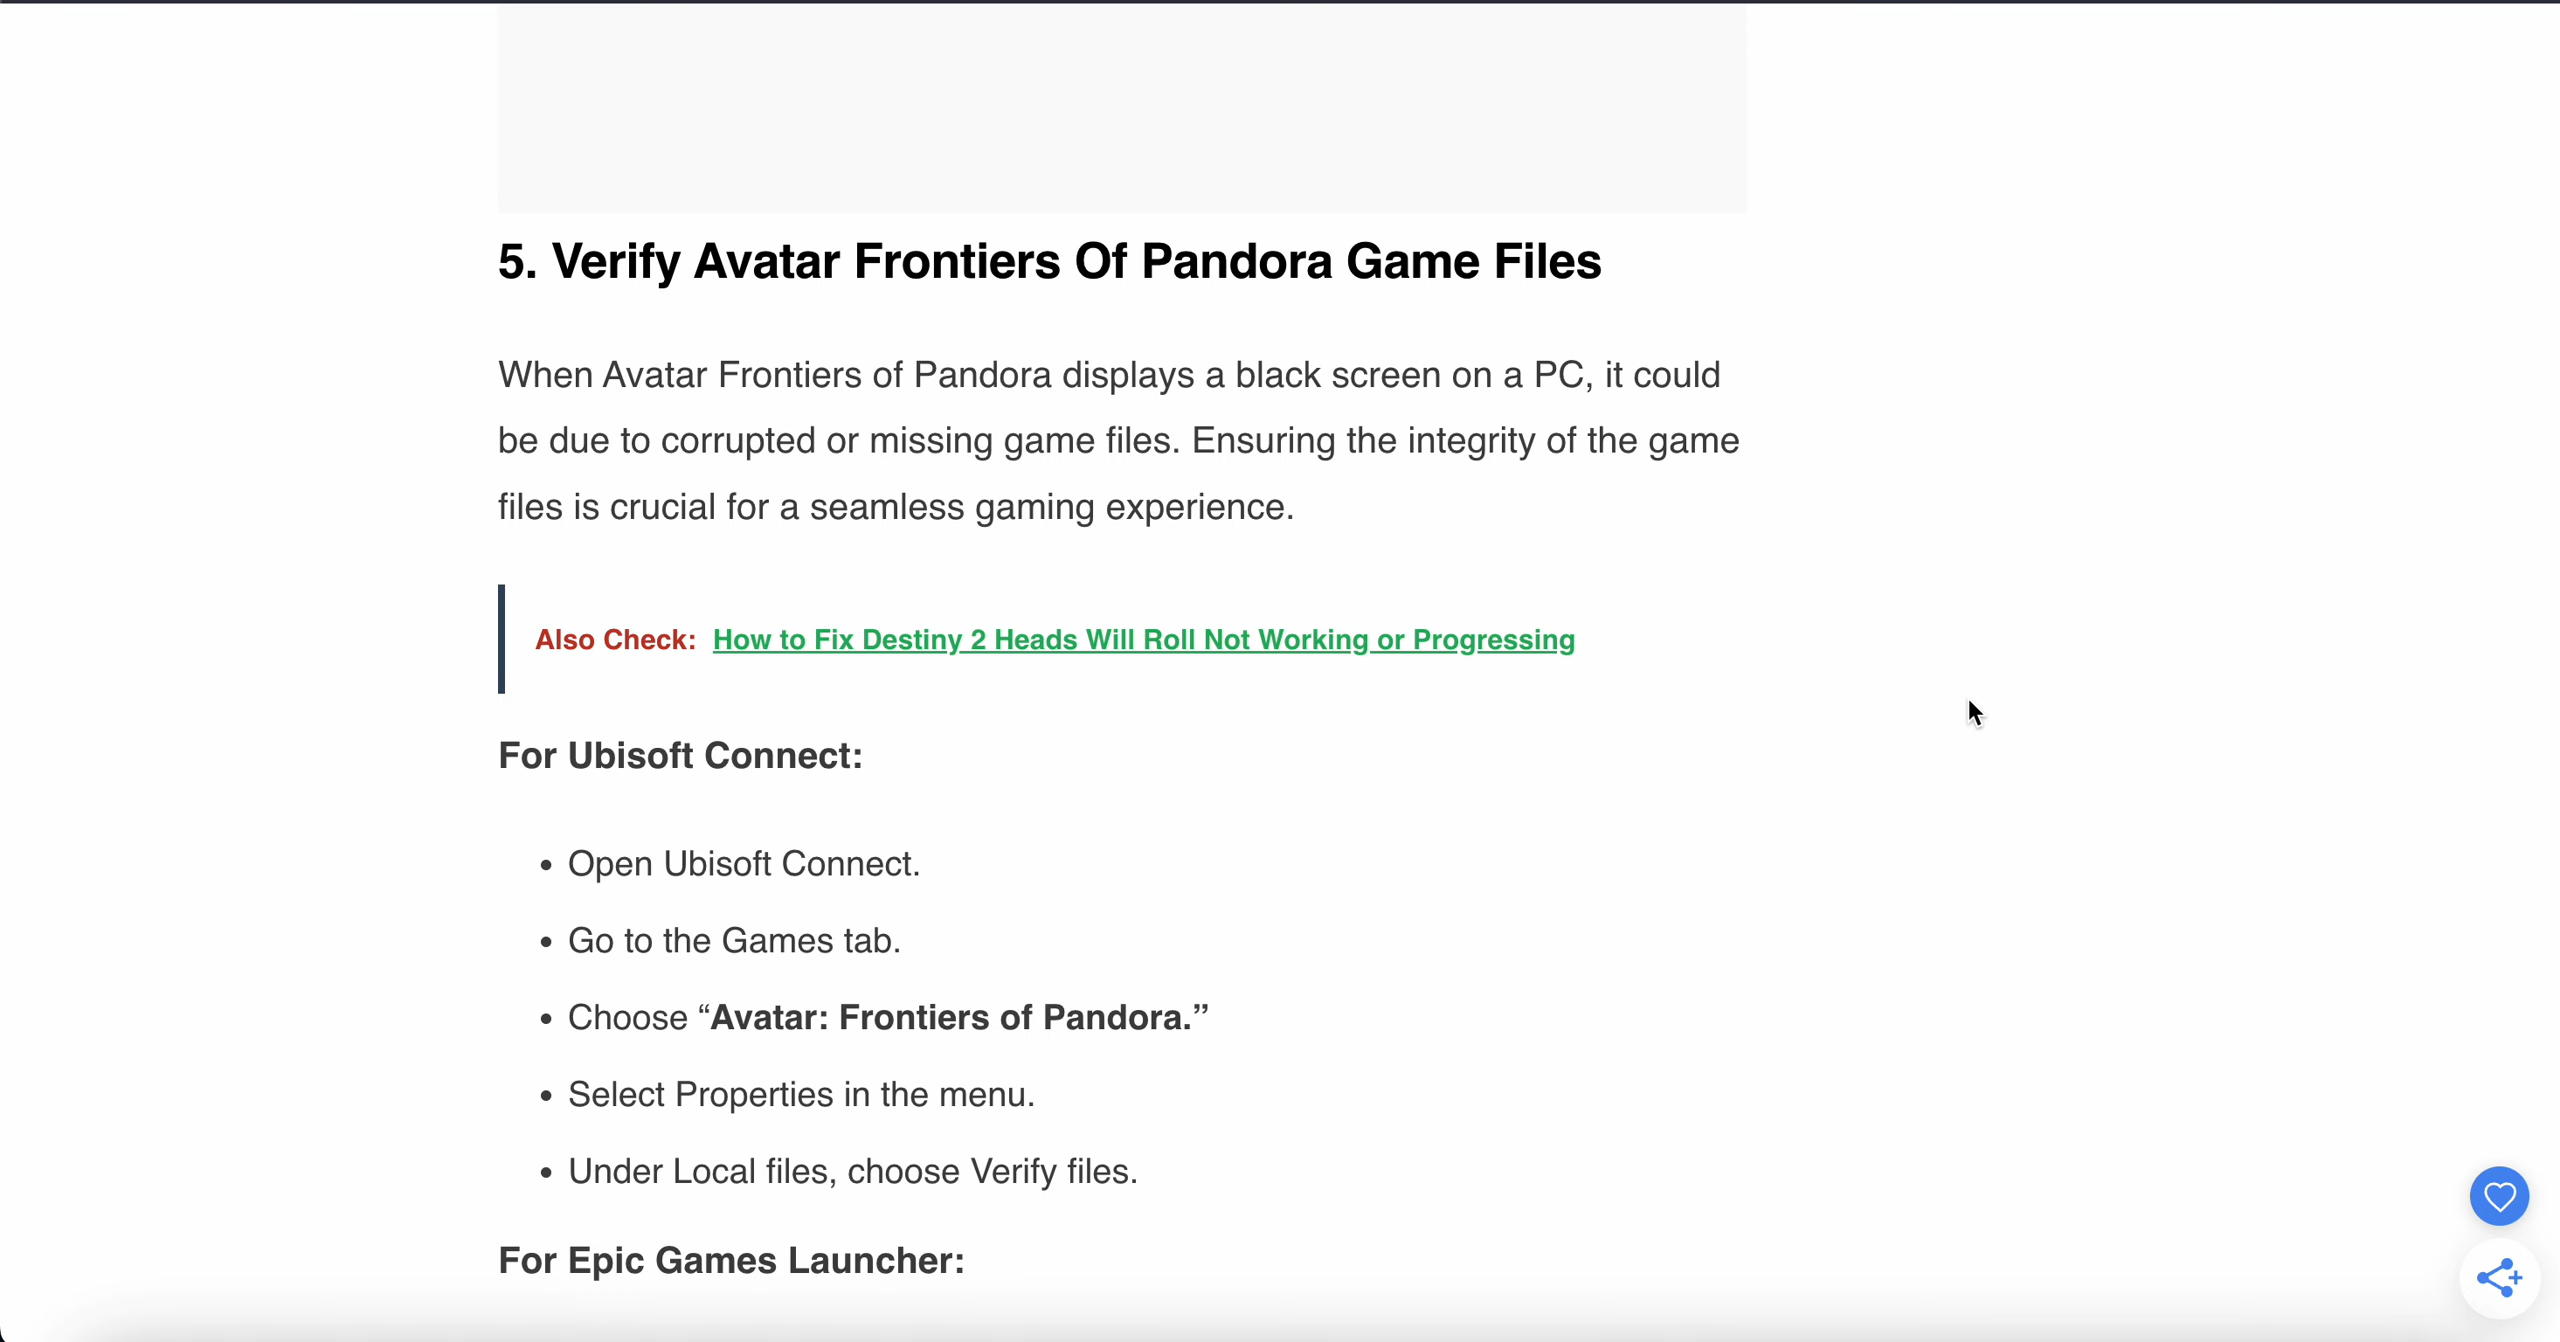 5. Verify Avatar Frontiers Of Pandora Game Files
When Avatar Frontiers of Pandora displays a black screen on a PC, it could
be due to corrupted or missing game files. Ensuring the integrity of the game
files is crucial for a seamless gaming experience.
Also Check: How to Fix Destiny 2 Heads Will Roll Not Working or Progressing
For Ubisoft Connect:
• Open Ubisoft Connect.
• Go to the Games tab.
• Choose “Avatar: Frontiers of Pandora.”
• Select Properties in the menu.
• Under Local files, choose Verify files.
For Epic Games Launcher: